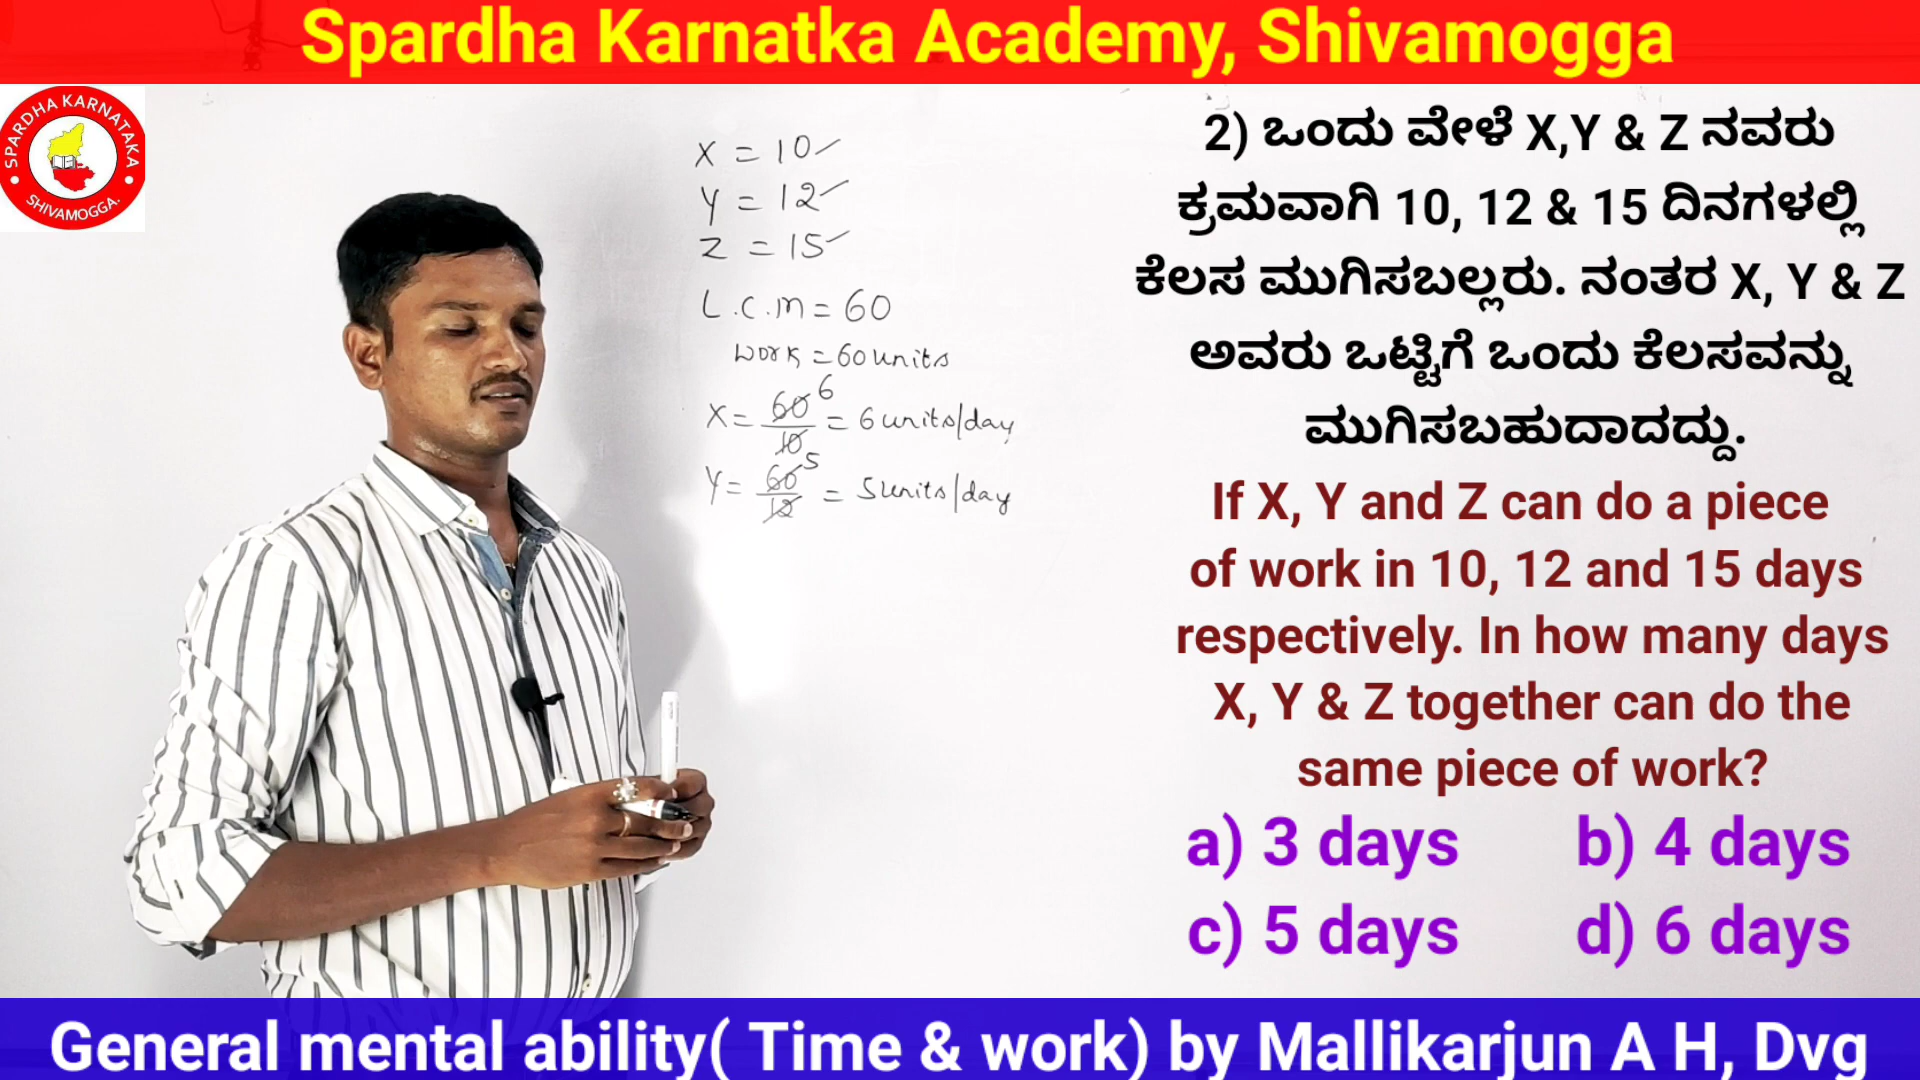 Spardha Karnatka Academy, Shivamogga
SPARDHA KARNATAKA
SHIVAMOGGA.
X = 10
Y = 12
Z = 15
L.C.M = 60
Work = 60 units
X = 60/10 6 = 6 units/day
Y = 60/12 5 = 5 units/day
2) ಒಂದು ವೇಳೆ X,Y & Z ನವರು
ಕ್ರಮವಾಗಿ 10, 12 & 15 ದಿನಗಳಲ್ಲಿ
ಕೆಲಸ ಮುಗಿಸಬಲ್ಲರು. ನಂತರ X, Y & Z
ಅವರು ಒಟ್ಟಿಗೆ ಒಂದು ಕೆಲಸವನ್ನು
ಮುಗಿಸಬಹುದಾದದ್ದು.
If X, Y and Z can do a piece
of work in 10, 12 and 15 days
respectively. In how many days
X, Y & Z together can do the
same piece of work?
a) 3 days b) 4 days
c) 5 days d) 6 days
General mental ability( Time & work) by Mallikarjun A H, Dvg